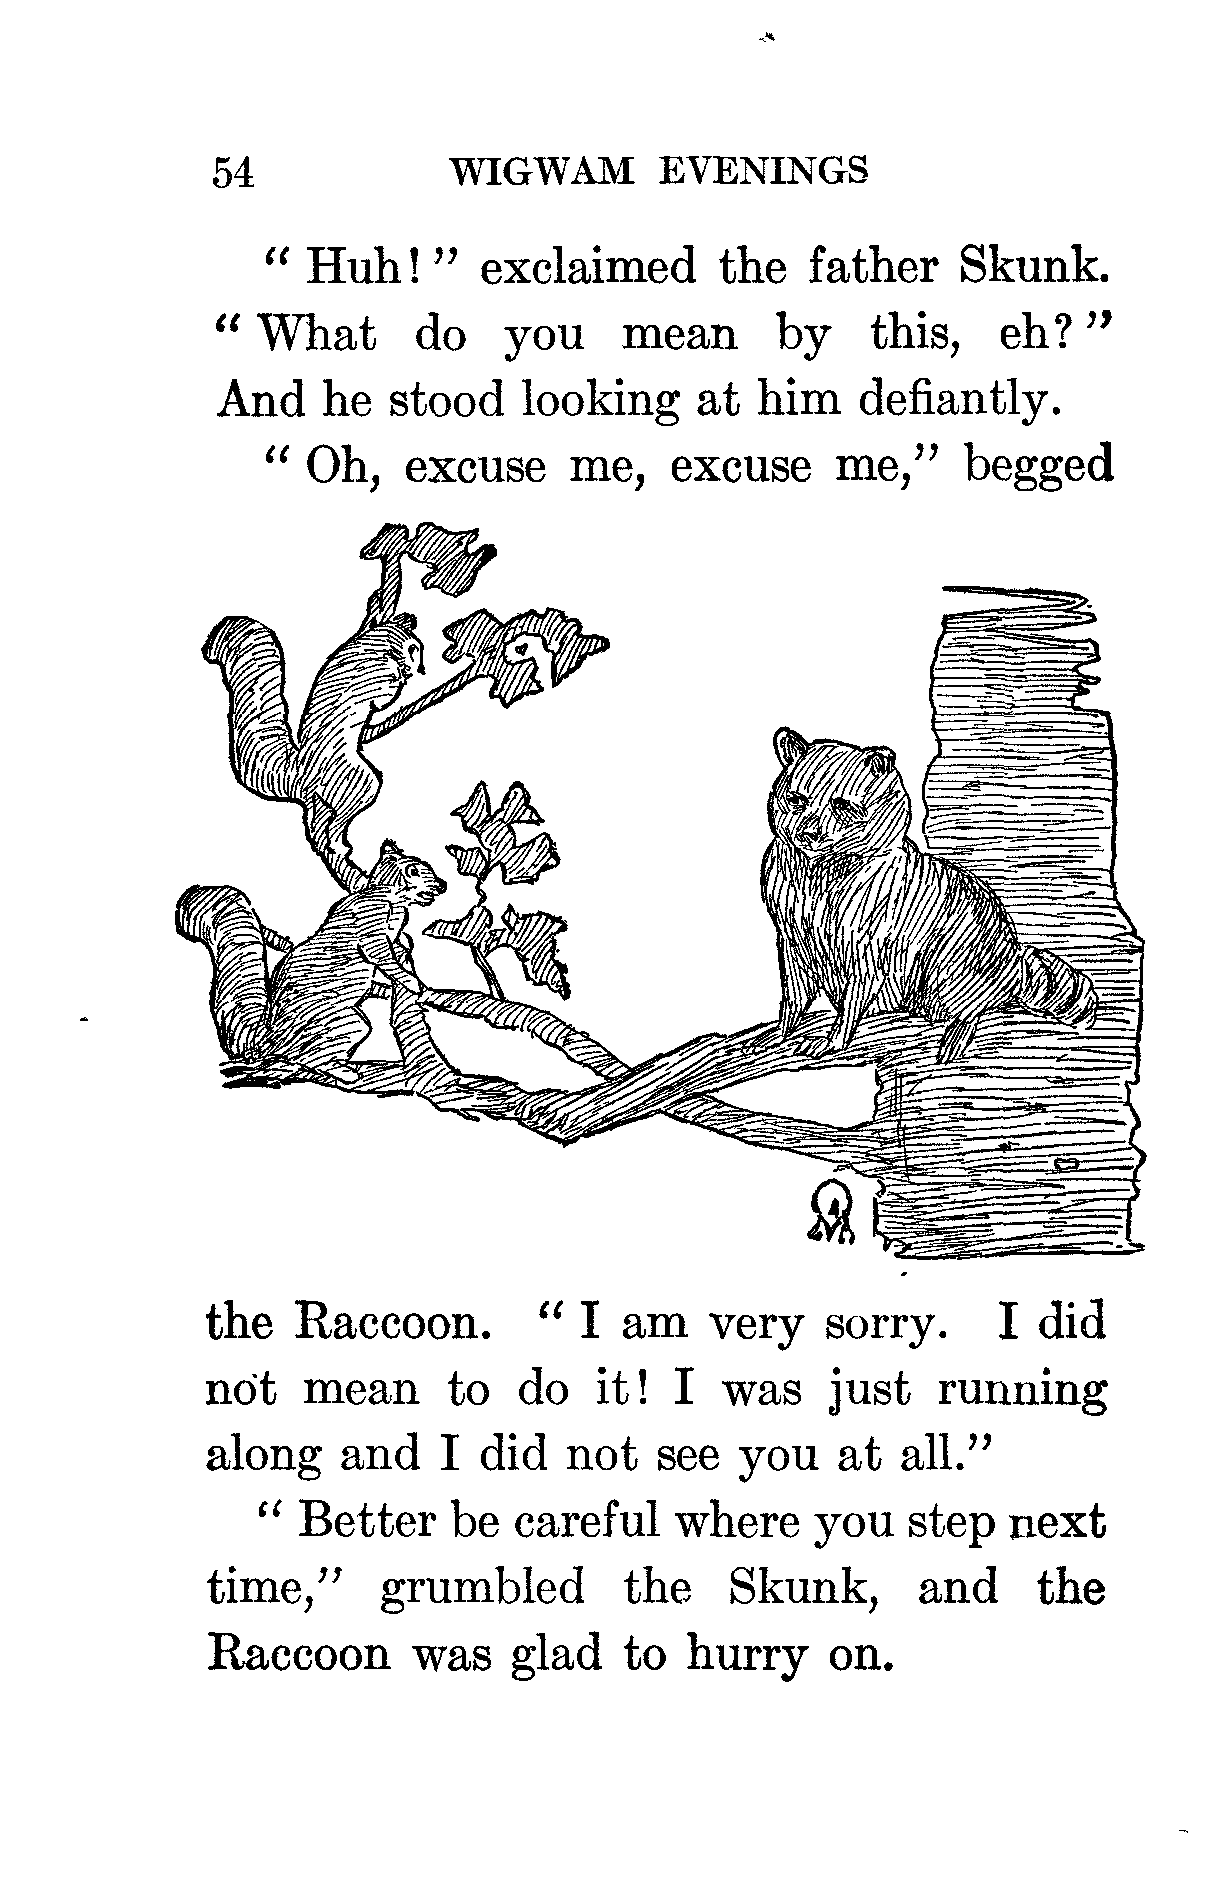 54 WIGWAM EVENINGS
" Huh! " exclaimed the father Skunk.
" What do you mean by this, eh? "
And he stood looking at him defiantly.
" Oh, excuse me, excuse me," begged
the Raccoon. " I am very sorry. I did
not mean to do it! I was just running
along and I did not see you at all."
" Better be careful where you step next
time," grumbled the Skunk, and the
Raccoon was glad to hurry on.